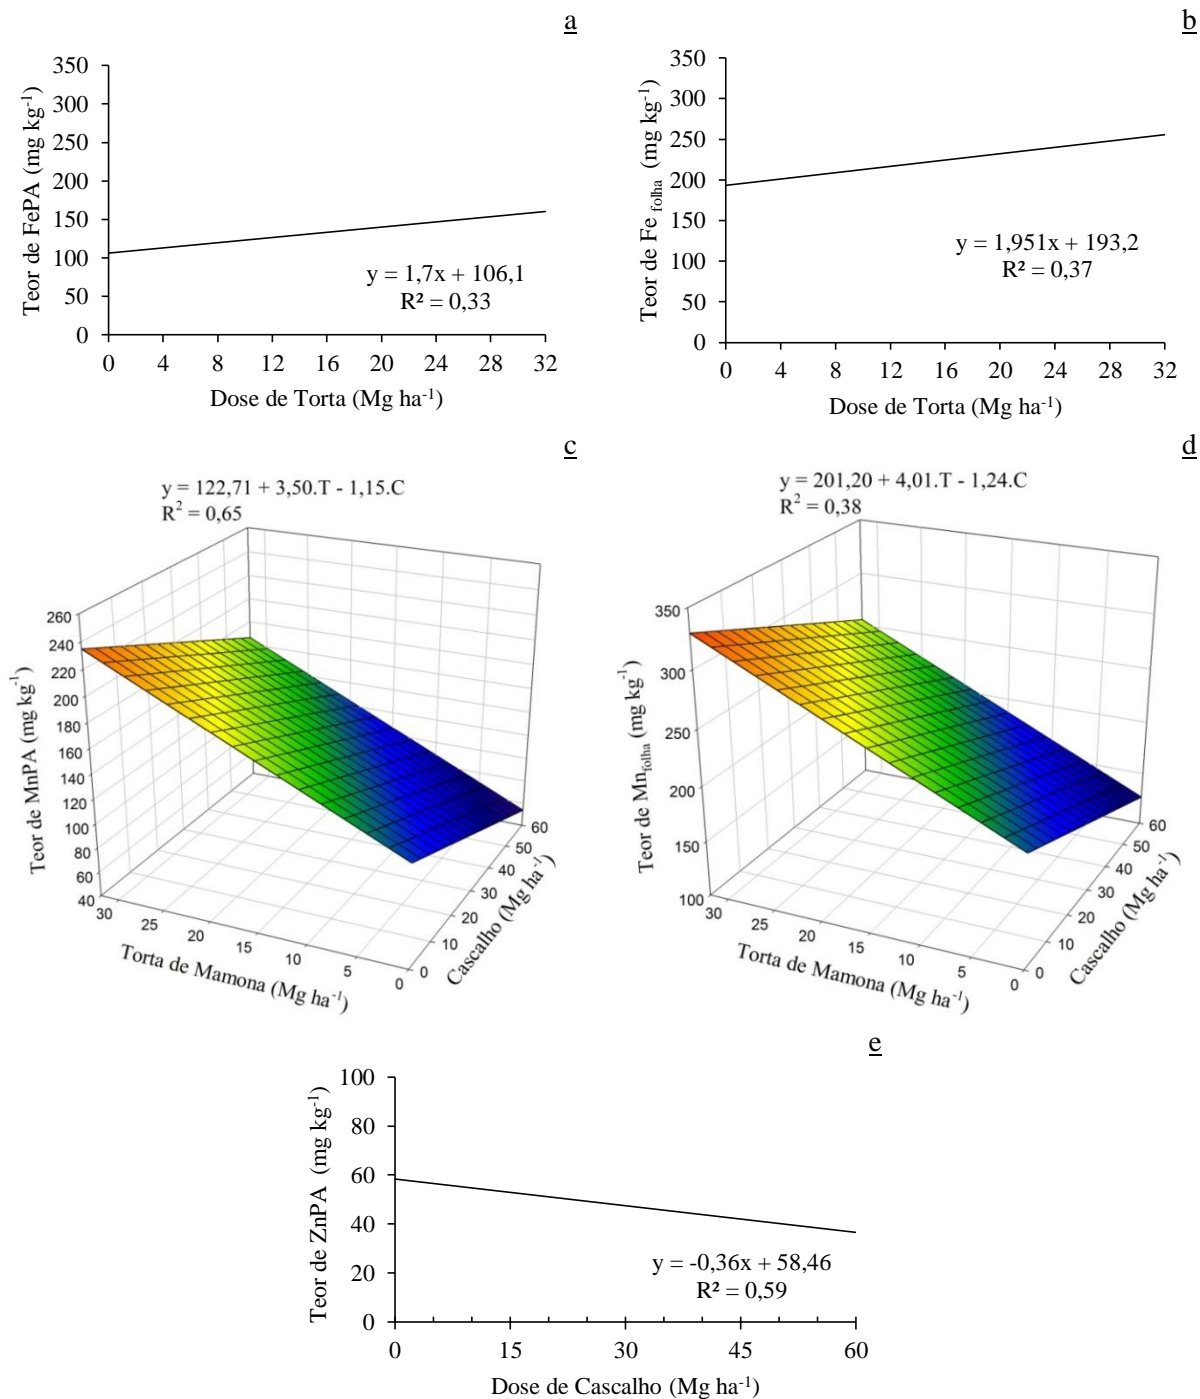 a
350
300
250
200
150
100
50
0
Teor de FePA (mg kg⁻¹)
y = 1,7x + 106,1
R² = 0,33
0 4 8 12 16 20 24 28 32
Dose de Torta (Mg ha⁻¹)
b
350
300
250
200
150
100
50
0
Teor de Fe folha (mg kg⁻¹)
y = 1,951x + 193,2
R² = 0,37
0 4 8 12 16 20 24 28 32
Dose de Torta (Mg ha⁻¹)
c
y = 122,71 + 3,50.T - 1,15.C
R² = 0,65
260
240
220
200
180
160
140
120
100
80
60
40
Teor de MnPA (mg kg⁻¹)
30 25 20 15 10 5 0
Torta de Mamona (Mg ha⁻¹)
0 10 20 30 40 50 60
Cascalho (Mg ha⁻¹)
d
y = 201,20 + 4,01.T - 1,24.C
R² = 0,38
350
300
250
200
150
100
Teor de Mn folha (mg kg⁻¹)
30 25 20 15 10 5 0
Torta de Mamona (Mg ha⁻¹)
0 10 20 30 40 50 60
Cascalho (Mg ha⁻¹)
e
100
80
60
40
20
0
Teor de ZnPA (mg kg⁻¹)
y = -0,36x + 58,46
R² = 0,59
0 15 30 45 60
Dose de Cascalho (Mg ha⁻¹)